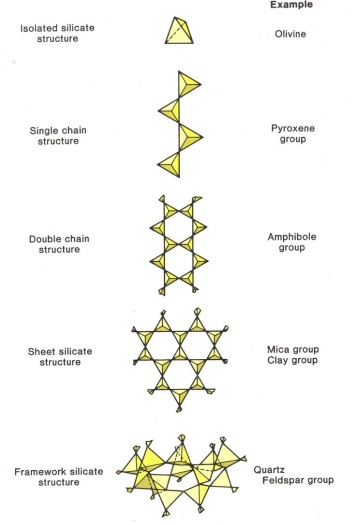 Example
Isolated silicate
structure
Olivine
Single chain
structure
Pyroxene
group
Double chain
structure
Amphibole
group
Sheet silicate
structure
Mica group
Clay group
Framework silicate
structure
Quartz
Feldspar group